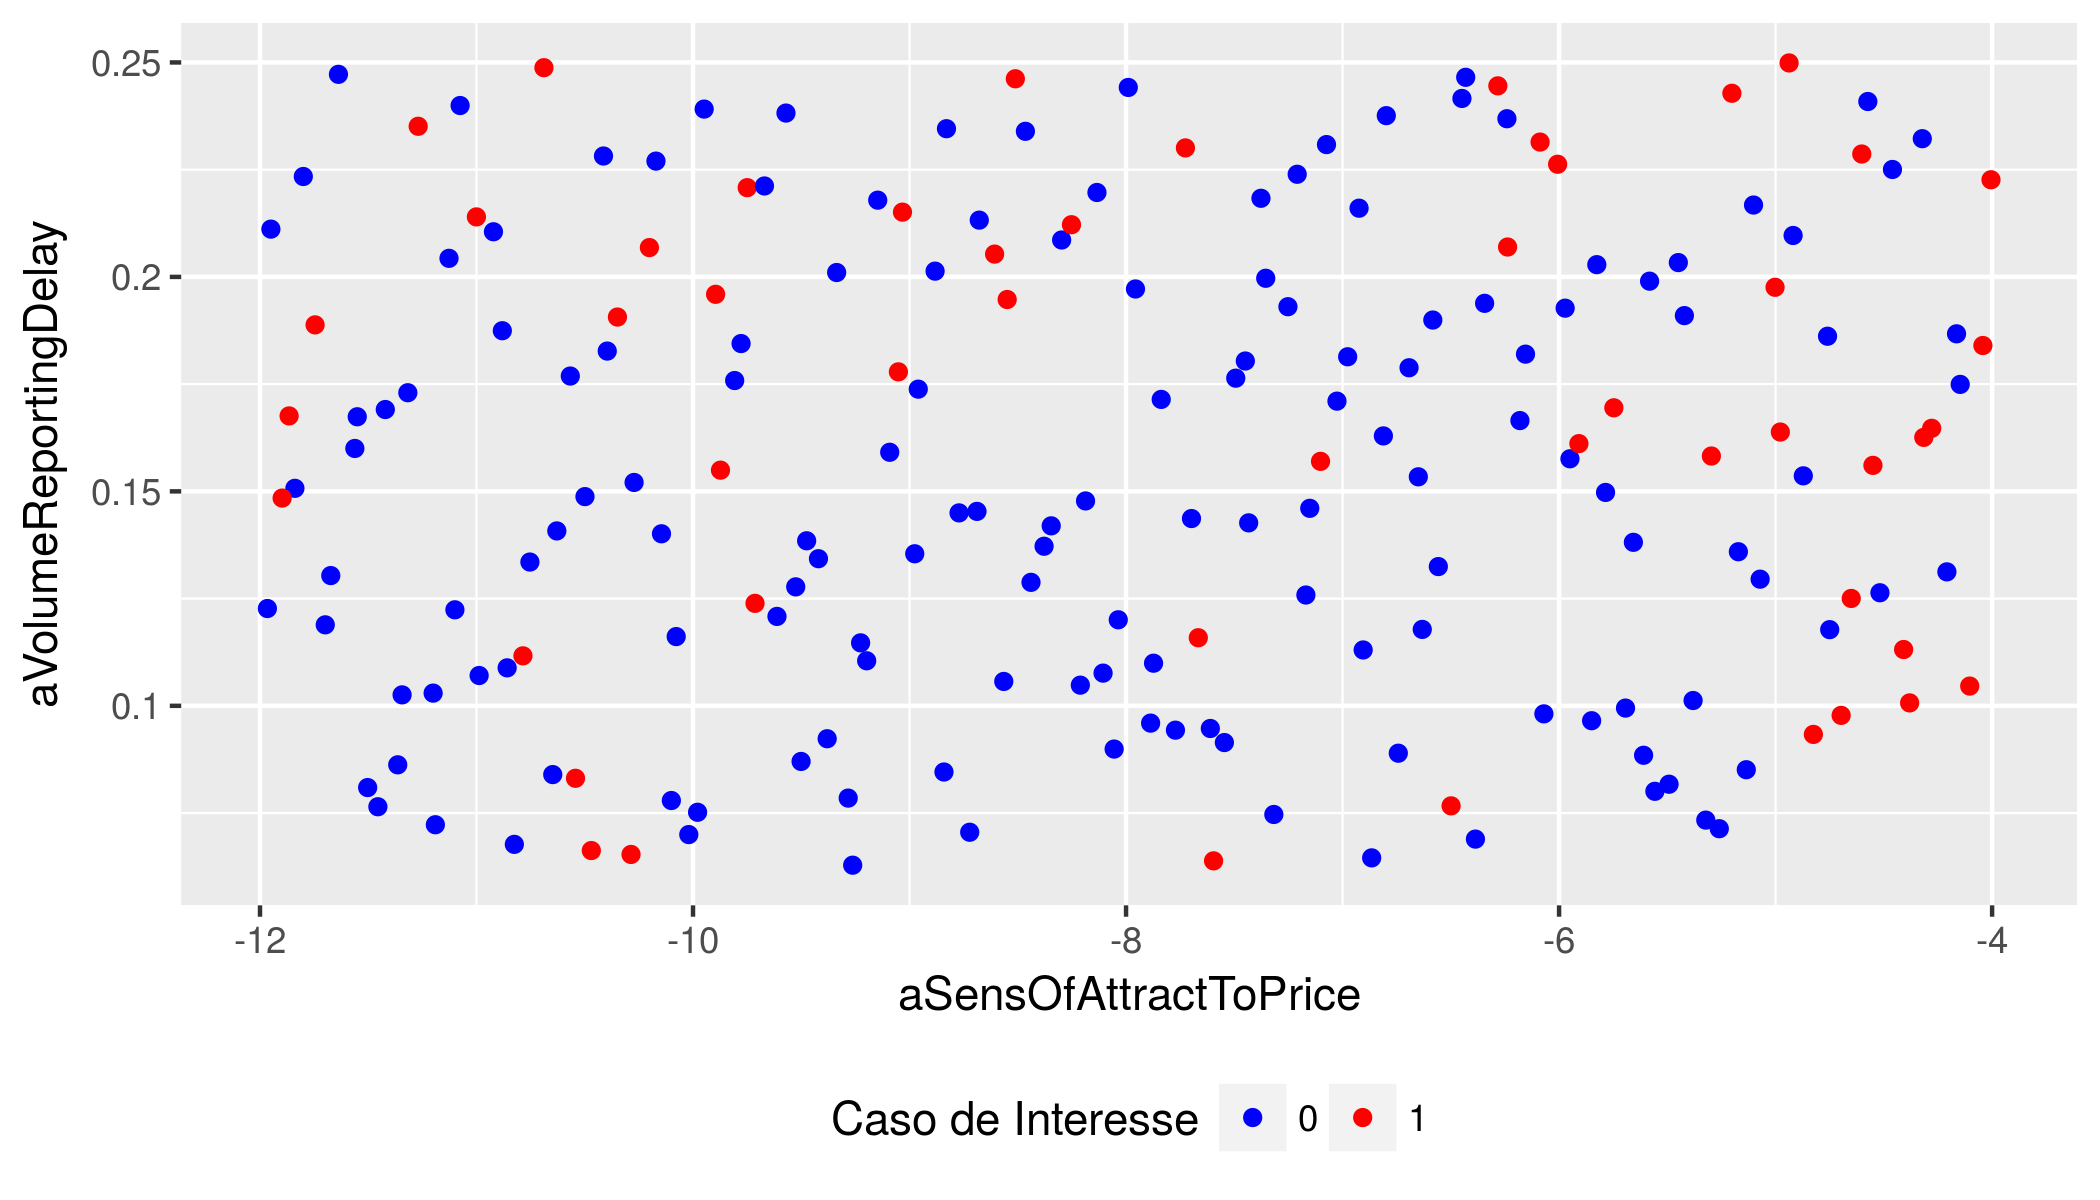 aVolumeReportingDelay
0.25
0.2
0.15
0.1
-12 -10 -8 -6 -4
aSensOfAttractToPrice
Caso de Interesse 0 1